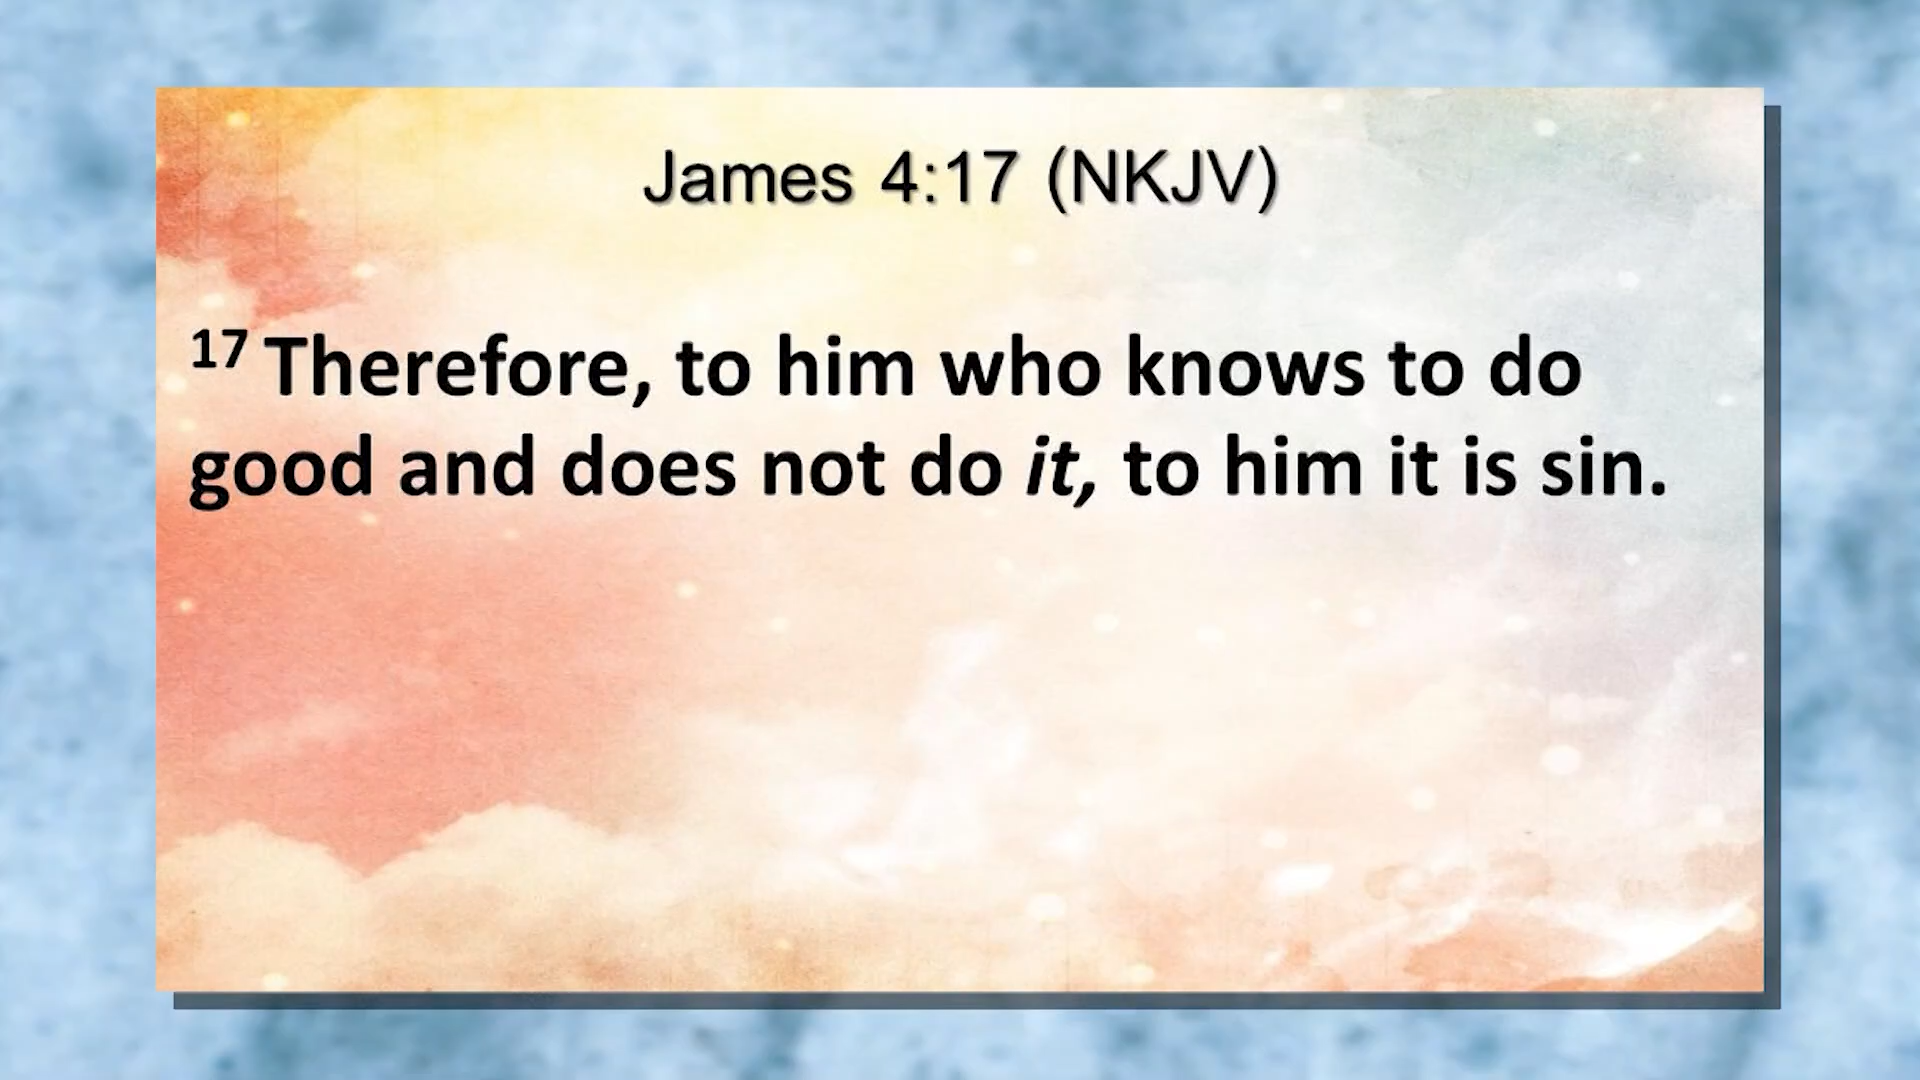 James 4:17 (NKJV)
17 Therefore, to him who knows to do
good and does not do it, to him it is sin.